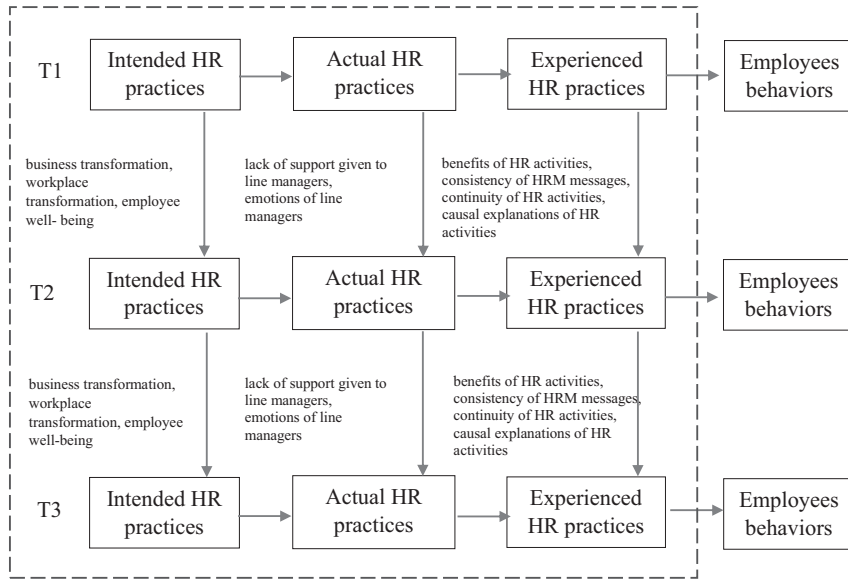 T1
Intended HR
practices
Actual HR
practices
Experienced
HR practices
Employees
behaviors
business transformation,
workplace
transformation, employee
well- being
lack of support given to
line managers,
emotions of line
managers
benefits of HR activities,
consistency of HRM messages,
continuity of HR activities,
causal explanations of HR
activities
T2
Intended HR
practices
Actual HR
practices
Experienced
HR practices
Employees
behaviors
business transformation,
workplace
transformation, employee
well-being
lack of support given to
line managers,
emotions of line
managers
benefits of HR activities,
consistency of HRM messages,
continuity of HR activities,
causal explanations of HR
activities
T3
Intended HR
practices
Actual HR
practices
Experienced
HR practices
Employees
behaviors